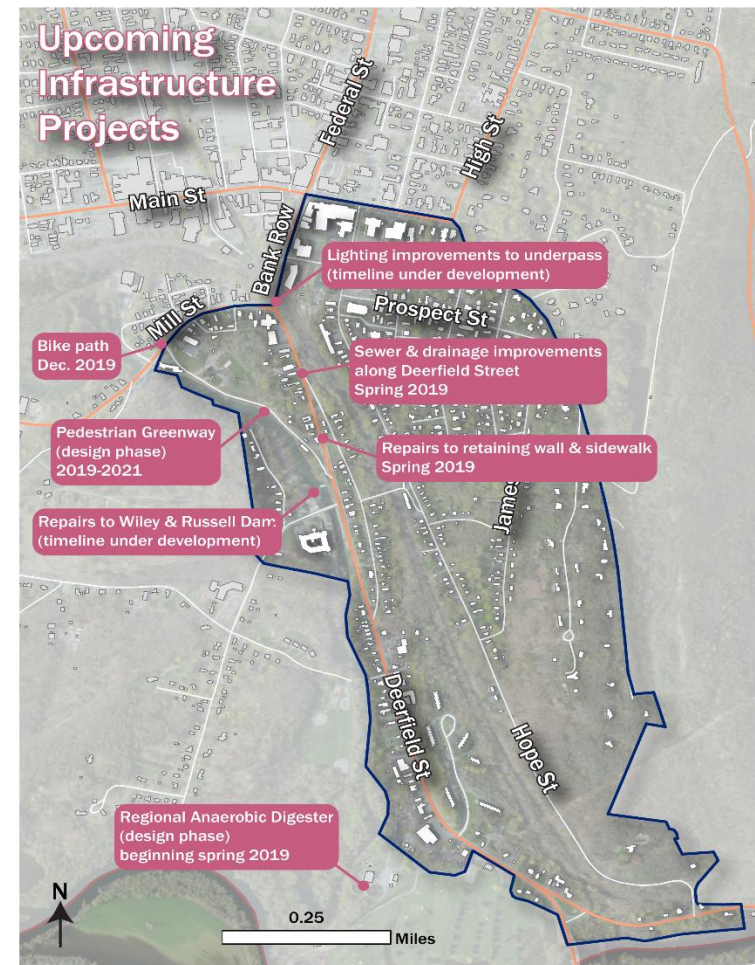 Upcoming
Infrastructure
Projects
Federal St
High St
Main St
Bank Row
Lighting improvements to underpass
(timeline under development)
Mill St
Prospect St
Bike path
Dec. 2019
Sewer & drainage improvements
along Deerfield Street
Spring 2019
Pedestrian Greenway
(design phase)
2019-2021
Repairs to retaining wall & sidewalk
Spring 2019
James
Repairs to Wiley & Russell Dam
(timeline under development)
Deerfield St
Hope St
Regional Anaerobic Digester
(design phase)
beginning spring 2019
N
0.25
Miles